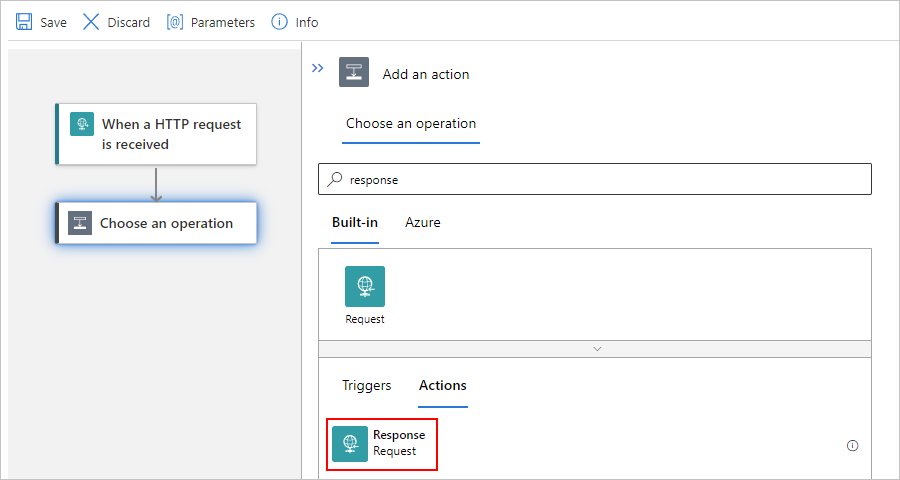 Save Discard [@] Parameters Info
When a HTTP request
is received
Choose an operation
Add an action
Choose an operation
response
Built-in Azure
Request
Triggers Actions
Response
Request